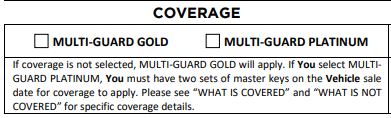 COVERAGE
☐ MULTI-GUARD GOLD ☐ MULTI-GUARD PLATINUM
If coverage is not selected, MULTI-GUARD GOLD will apply. If You select MULTI-
GUARD PLATINUM, You must have two sets of master keys on the Vehicle sale
date for coverage to apply. Please see “WHAT IS COVERED” and “WHAT IS NOT
COVERED” for specific coverage details.